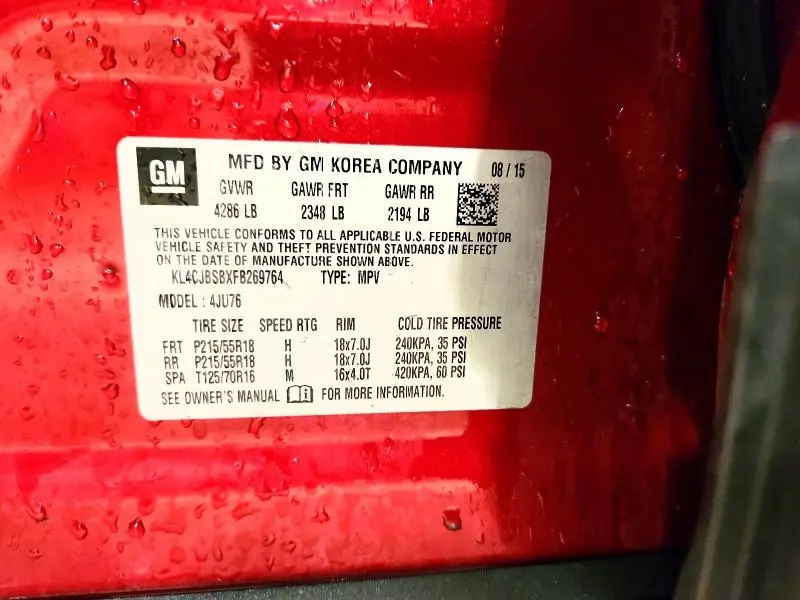 GM
MFD BY GM KOREA COMPANY 08/15
GVWR GAWR FRT GAWR RR
4286 LB 2348 LB 2194 LB
THIS VEHICLE CONFORMS TO ALL APPLICABLE U.S. FEDERAL MOTOR
VEHICLE SAFETY AND THEFT PREVENTION STANDARDS IN EFFECT
ON THE DATE OF MANUFACTURE SHOWN ABOVE.
KL4CJBSBXFB269764 TYPE: MPV
MODEL : 4JU76
TIRE SIZE SPEED RTG RIM COLD TIRE PRESSURE
FRT P215/55R18 H 18x7.0J 240KPA, 35 PSI
RR P215/55R18 H 18x7.0J 240KPA, 35 PSI
SPA T125/70R16 M 16x4.0T 420KPA, 60 PSI
SEE OWNER'S MANUAL i FOR MORE INFORMATION.